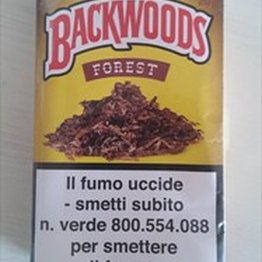 BACKWOODS
FOREST
Il fumo uccide
- smetti subito
n. verde 800.554.088
per smettere